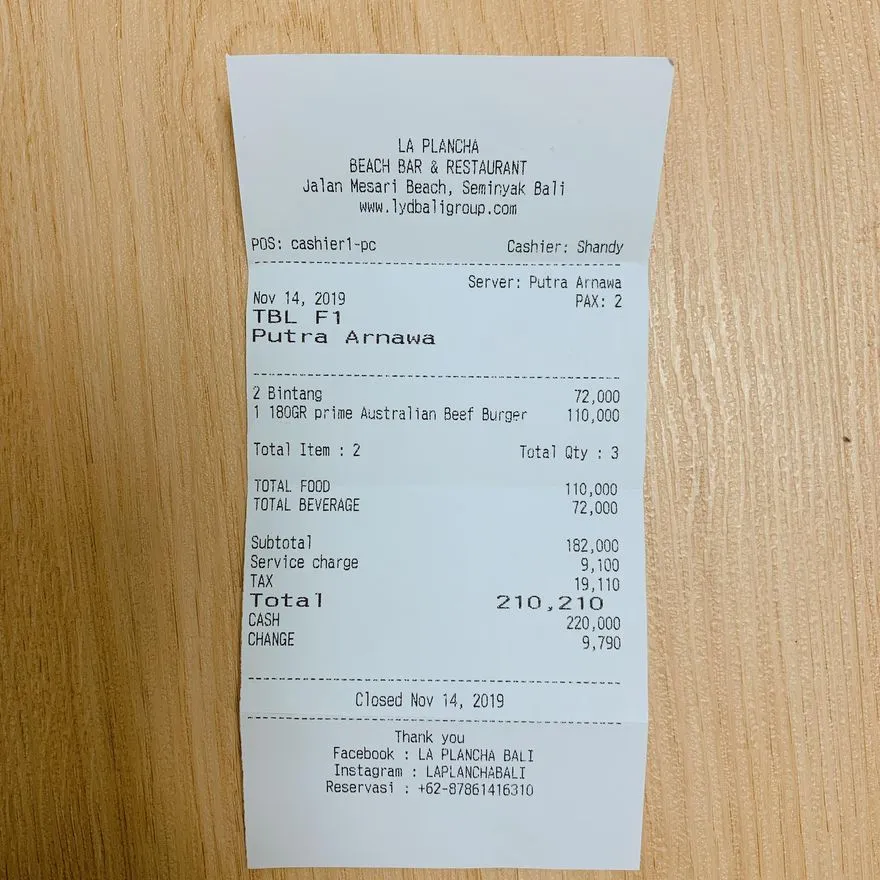 LA PLANCHA
BEACH BAR & RESTAURANT
Jalan Mesari Beach, Seminyak Bali
www.lydbaligroup.com
POS: cashier1-pc Cashier: Shandy
Server: Putra Arnawa
Nov 14, 2019 PAX: 2
TBL F1
Putra Arnawa
2 Bintang 72,000
1 180GR prime Australian Beef Burger 110,000
Total Item : 2 Total Qty : 3
TOTAL FOOD 110,000
TOTAL BEVERAGE 72,000
Subtotal 182,000
Service charge 9,100
TAX 19,110
Total 210,210
CASH 220,000
CHANGE 9,790
Closed Nov 14, 2019
Thank you
Facebook : LA PLANCHA BALI
Instagram : LAPLANCHABALI
Reservasi : +62-87861416310